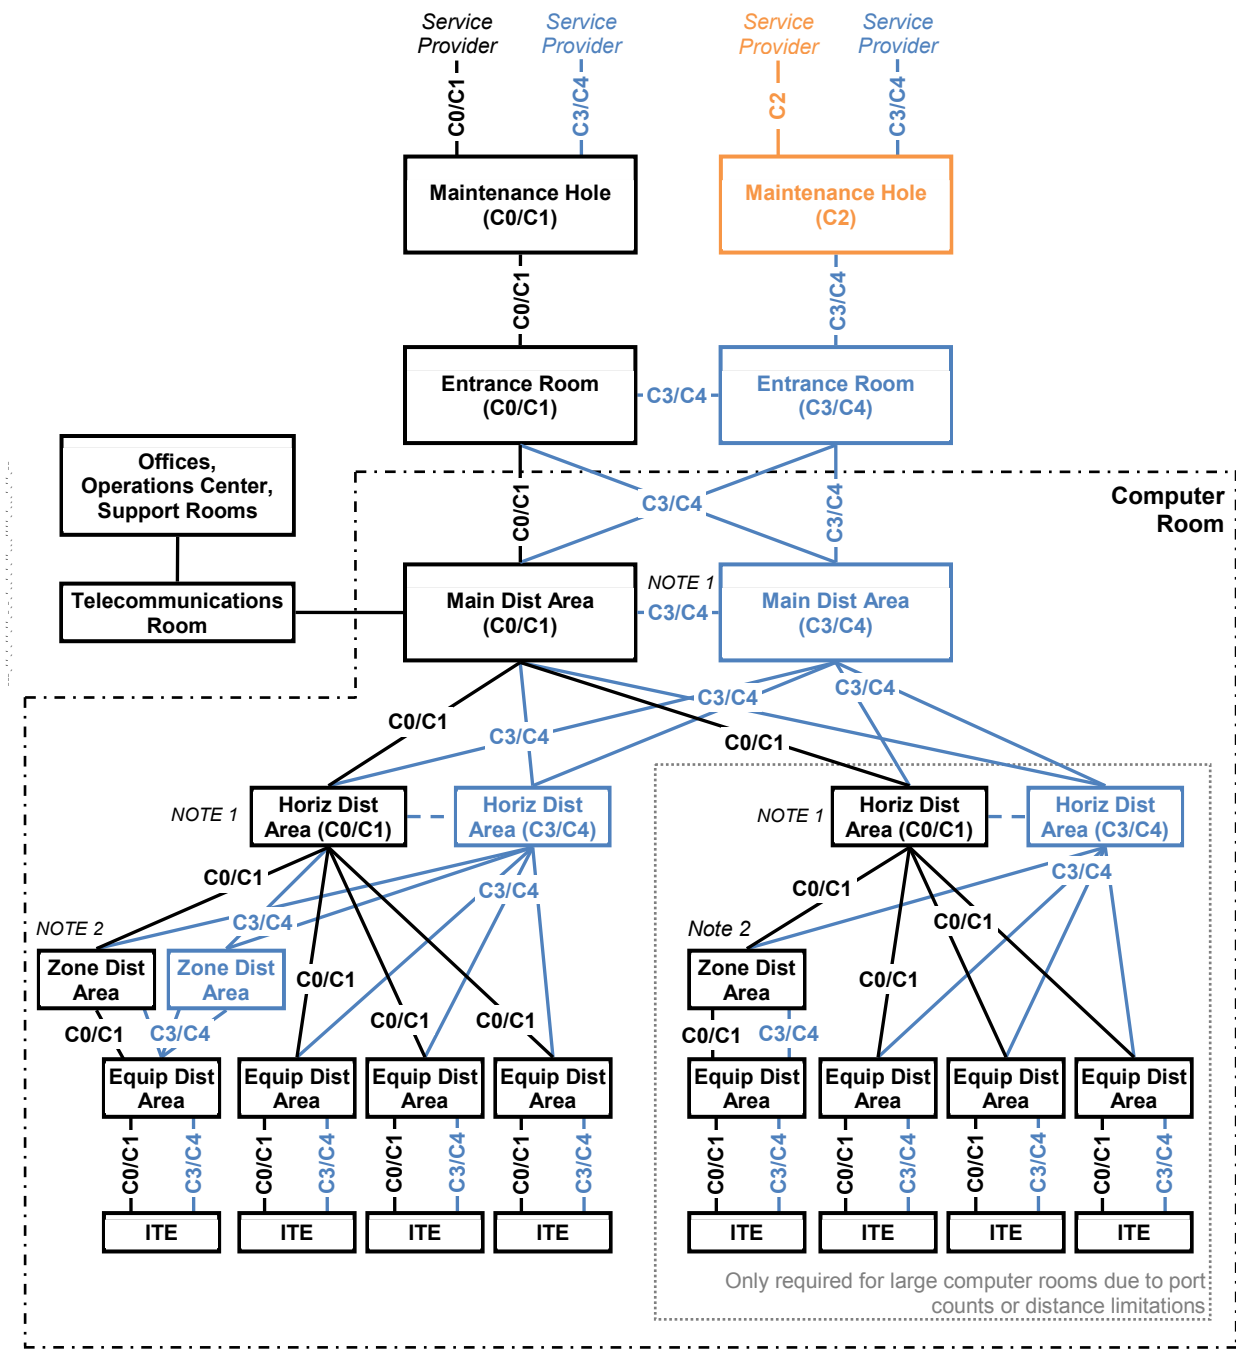 Service
Provider
Service
Provider
Service
Provider
Service
Provider
C0/C1
C3/C4
C2
C3/C4
Maintenance Hole
(C0/C1)
Maintenance Hole
(C2)
C0/C1
C3/C4
Entrance Room
(C0/C1)
C3/C4
Entrance Room
(C3/C4)
Offices,
Operations Center,
Support Rooms
C0/C1
C3/C4
C3/C4
Computer
Room
Telecommunications
Room
Main Dist Area
(C0/C1)
NOTE 1
C3/C4
Main Dist Area
(C3/C4)
C3/C4
C3/C4
C0/C1
C3/C4
C0/C1
NOTE 1
Horiz Dist
Area (C0/C1)
Horiz Dist
Area (C3/C4)
NOTE 1
Horiz Dist
Area (C0/C1)
Horiz Dist
Area (C3/C4)
C0/C1
C3/C4
C0/C1
C3/C4
NOTE 2
C3/C4
Note 2
C0/C1
Zone Dist
Area
Zone Dist
Area
C0/C1
Zone Dist
Area
C0/C1
C0/C1
C3/C4
C0/C1
C0/C1
C0/C1
C3/C4
Equip Dist
Area
Equip Dist
Area
Equip Dist
Area
Equip Dist
Area
Equip Dist
Area
Equip Dist
Area
Equip Dist
Area
Equip Dist
Area
C0/C1
C3/C4
C0/C1
C3/C4
C0/C1
C3/C4
C0/C1
C3/C4
C0/C1
C3/C4
C0/C1
C3/C4
C0/C1
C3/C4
C0/C1
C3/C4
ITE
ITE
ITE
ITE
ITE
ITE
ITE
ITE
Only required for large computer rooms due to port
counts or distance limitations